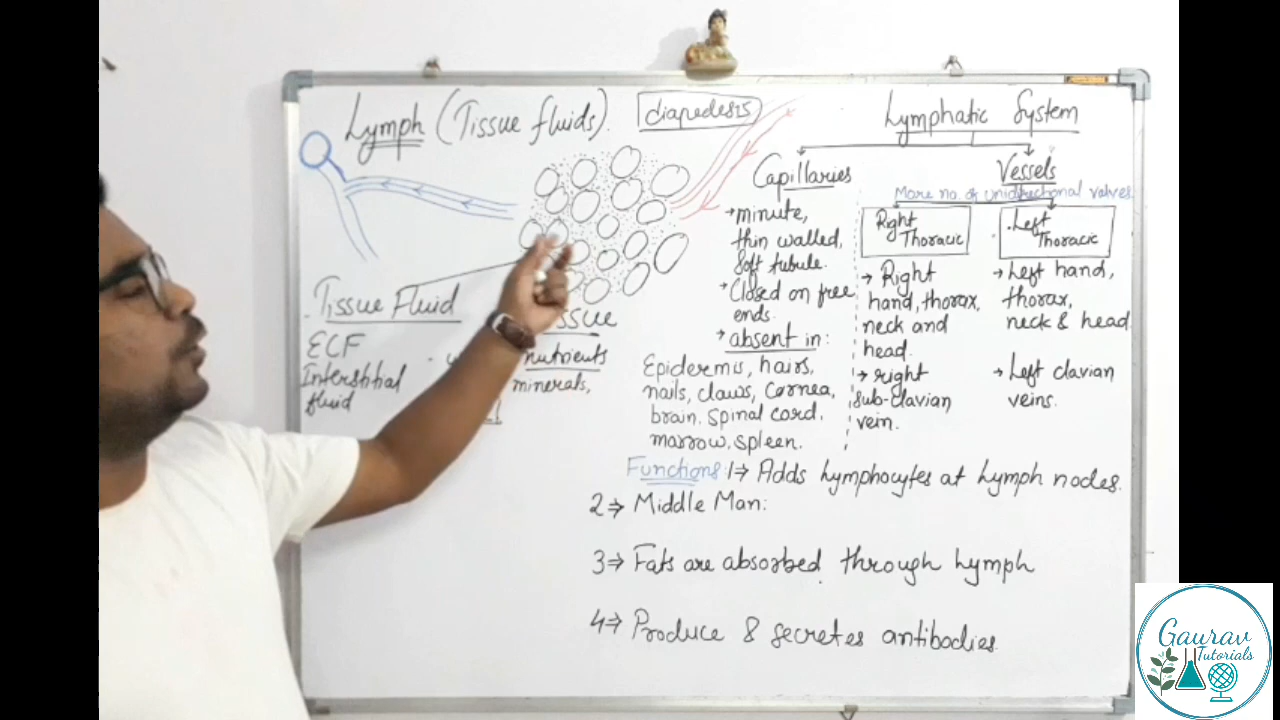 Lymph (Tissue fluids).
diapedesis
Tissue Fluid
ECF
Interstitial
fluid
nutrients
minerals,
Lymphatic System
Capillaries
→ minute,
thin walled,
soft tubule.
→ Closed on free
ends.
→ absent in:
Epidermis, hairs,
nails, claws, Cornea,
brain, spinal cord,
marrow, spleen.
Vessels
More no. of unidirectional valves
Right
Thoracic
→ Right
hand, thorax,
neck and
head.
→ right
sub-clavian
vein.
Left
Thoracic
→ Left hand,
thorax,
neck & head.
→ Left clavian
veins.
Functions: 1→ Adds lymphocytes at lymph nodes.
2⇒ Middle Man:
3⇒ Fats are absorbed through lymph
4⇒ Produce & secretes antibodies.
Gaurav
Tutorials